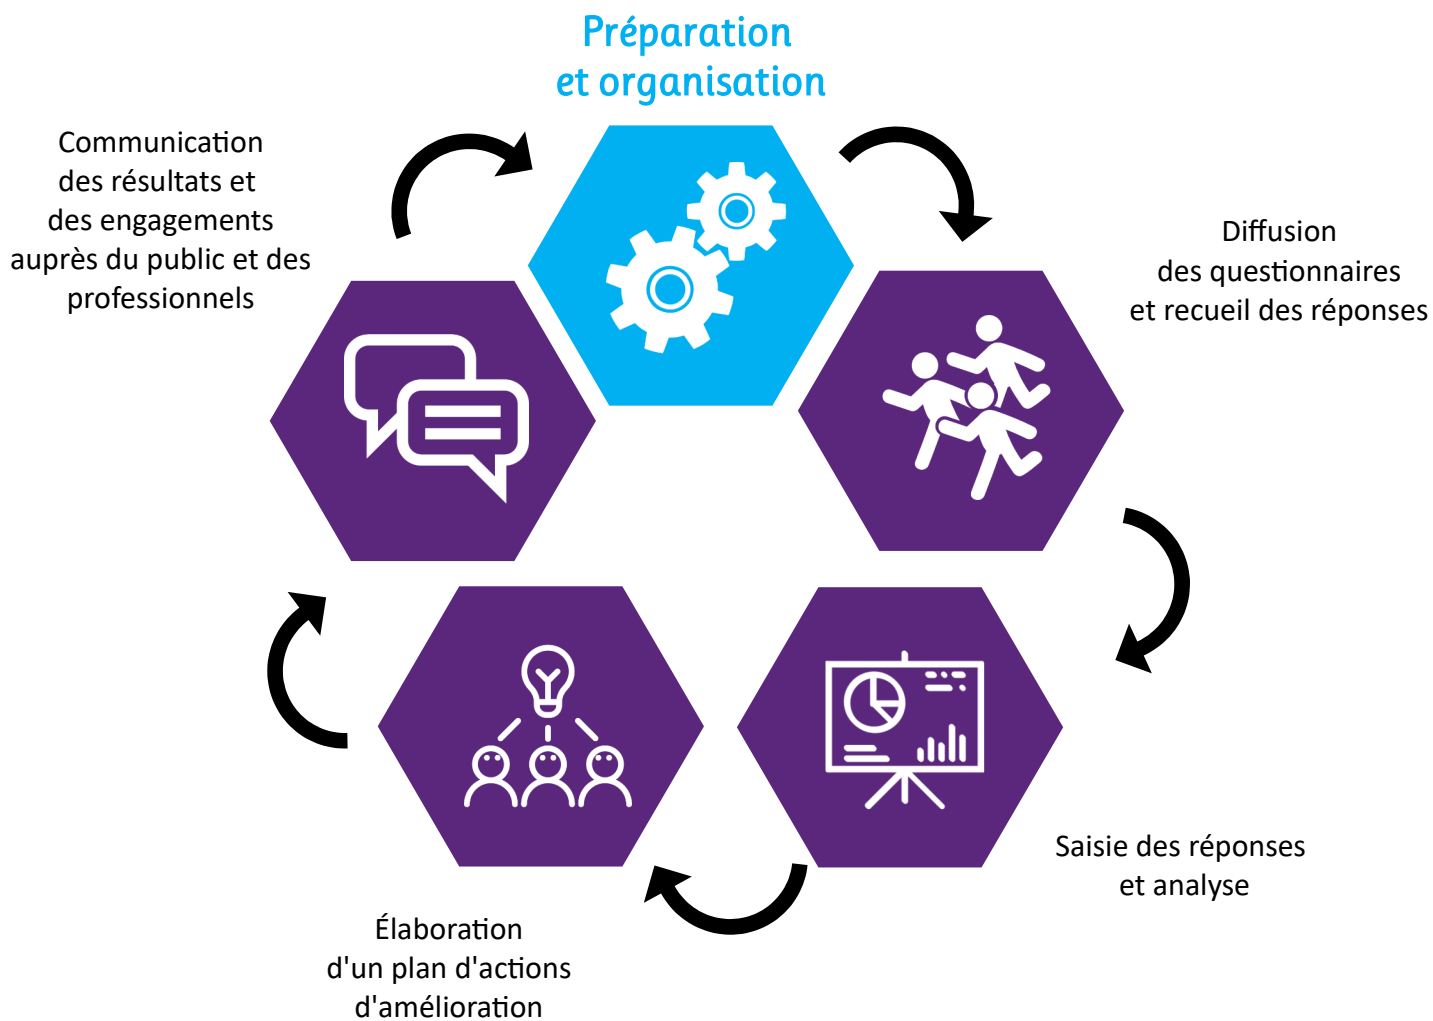 Préparation
et organisation
Communication
des résultats et
des engagements
auprès du public et des
professionnels
Diffusion
des questionnaires
et recueil des réponses
Saisie des réponses
et analyse
Élaboration
d'un plan d'actions
d'amélioration